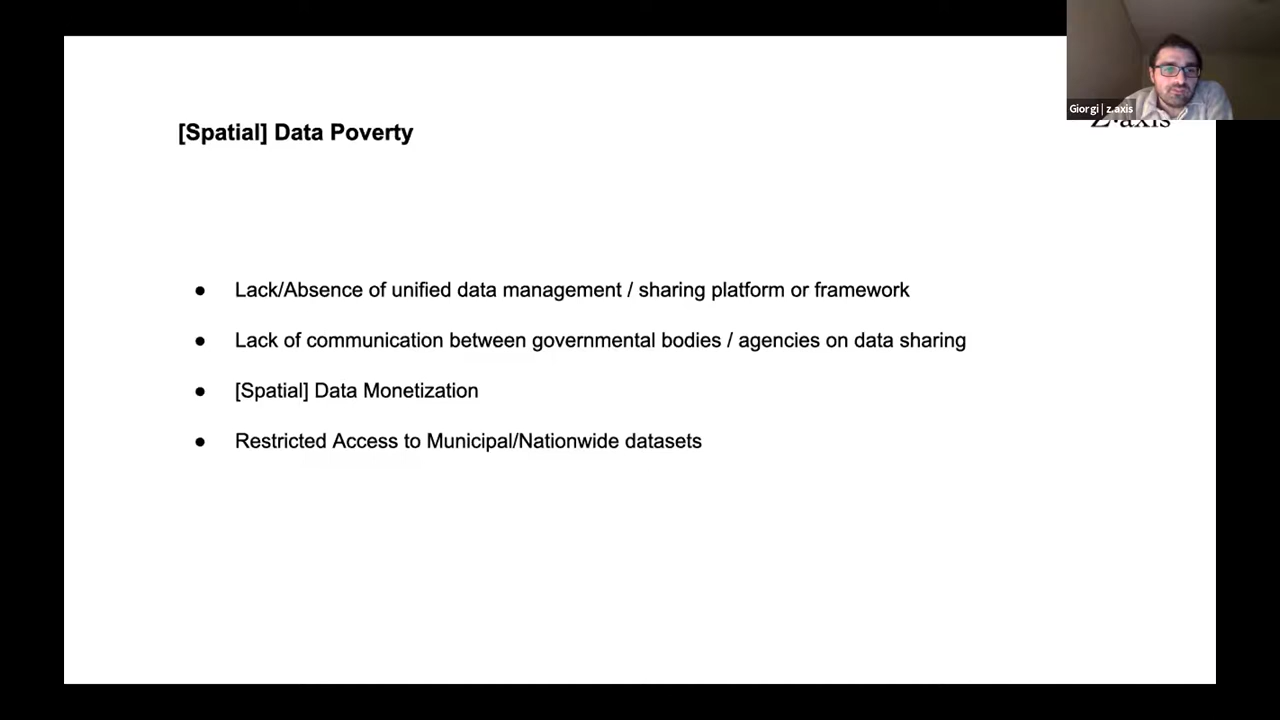 [Spatial] Data Poverty
Giorgi | z.axis
Z·axis
● Lack/Absence of unified data management / sharing platform or framework
● Lack of communication between governmental bodies / agencies on data sharing
● [Spatial] Data Monetization
● Restricted Access to Municipal/Nationwide datasets